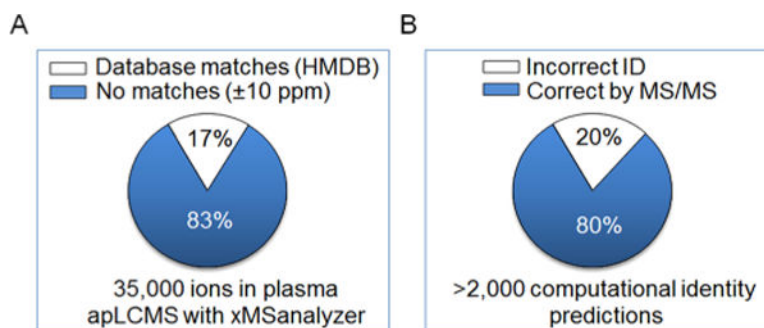 A
Database matches (HMDB)
No matches (±10 ppm)
17%
83%
35,000 ions in plasma
apLCMS with xMSanalyzer
B
Incorrect ID
Correct by MS/MS
20%
80%
>2,000 computational identity
predictions